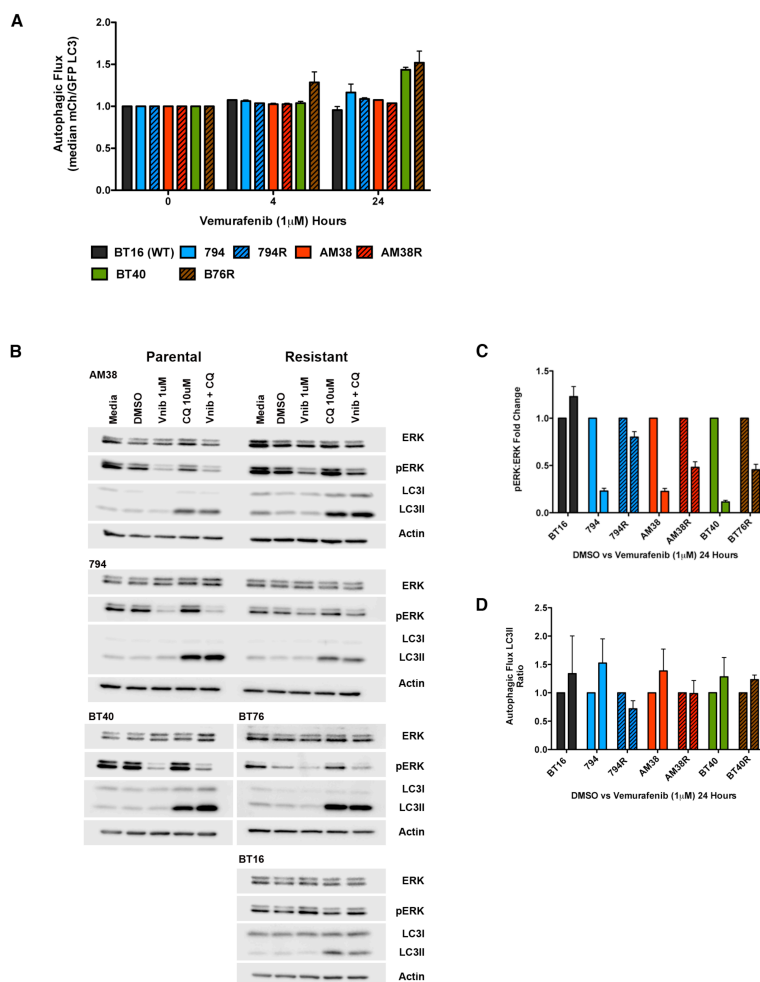 A
Autophagic Flux
(median mCh/GFP LC3)
2.0
1.5
1.0
0.5
0.0
0
4
24
Vemurafenib (1µM) Hours
BT16 (WT)
794
794R
AM38
AM38R
BT40
B76R
B
Parental
Resistant
AM38
Media
DMSO
Vnib 1uM
CQ 10uM
Vnib + CQ
Media
DMSO
Vnib 1uM
CQ 10uM
Vnib + CQ
ERK
pERK
LC3I
LC3II
Actin
794
ERK
pERK
LC3I
LC3II
Actin
BT40
BT76
ERK
pERK
LC3I
LC3II
Actin
BT16
ERK
pERK
LC3I
LC3II
Actin
C
pERK:ERK Fold Change
1.5
1.0
0.5
0.0
BT16
794
794R
AM38
AM38R
BT40
BT76R
DMSO vs Vemurafenib (1µM) 24 Hours
D
Autophagic Flux LC3II
Ratio
2.5
2.0
1.5
1.0
0.5
0.0
BT16
794
794R
AM38
AM38R
BT40
BT40R
DMSO vs Vemurafenib (1µM) 24 Hours